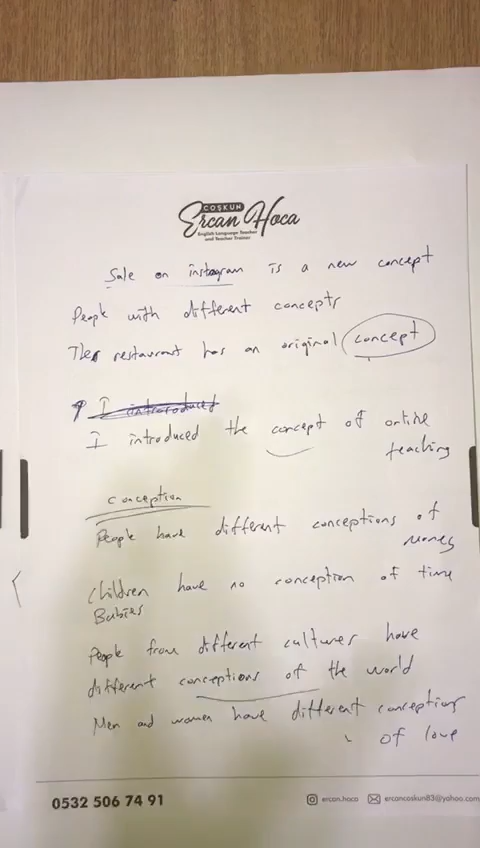 COŞKUN
Ercan Hoca
English Language Teacher
and Teacher Trainer
Sale on instagram is a new concept
People with different concepts
The restaurant has an original concept
I introduced
I introduced the concept of online
teaching
conception
People have different conceptions of
money
Children have no conception of time
Babies
People from different cultures have
different conceptions of the world
Men and women have different conceptions
of love
0532 506 74 91
ercan.hoca
ercancoskun83@yahoo.com